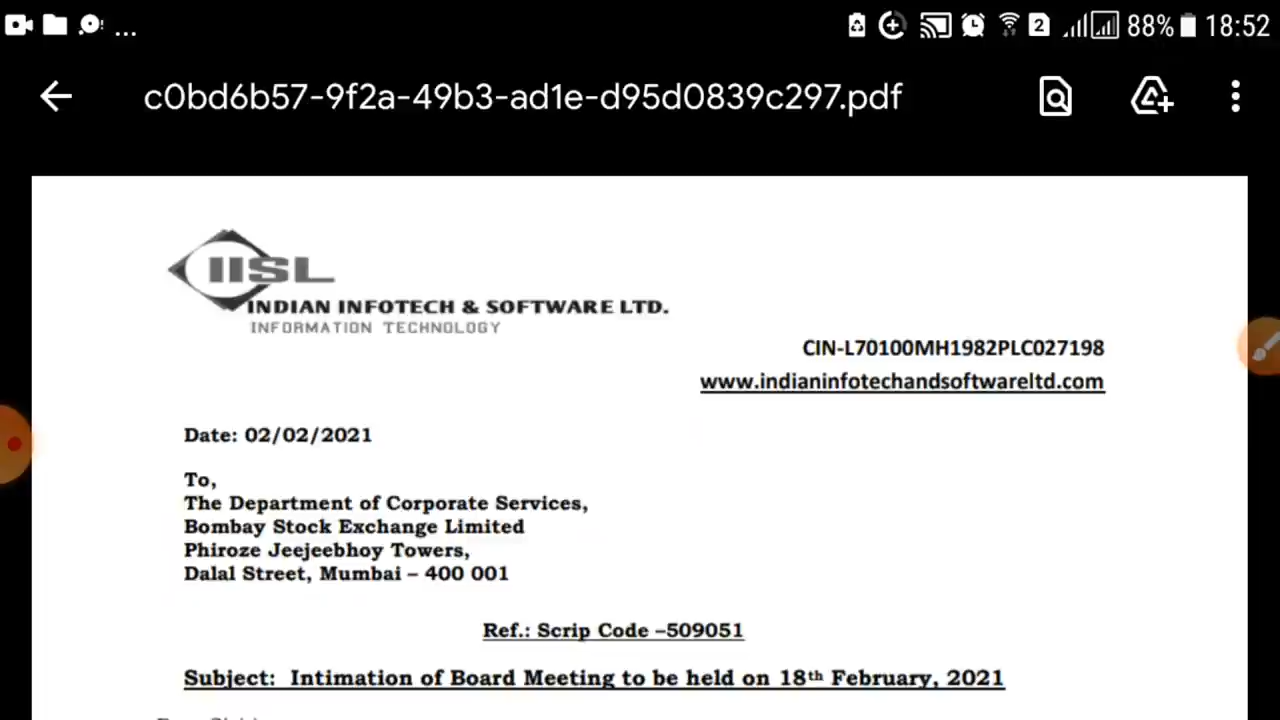 ... 2 88% 18:52
c0bd6b57-9f2a-49b3-ad1e-d95d0839c297.pdf
IISL
INDIAN INFOTECH & SOFTWARE LTD.
INFORMATION TECHNOLOGY
CIN-L70100MH1982PLC027198
www.indianinfotechandsoftwareltd.com
Date: 02/02/2021
To,
The Department of Corporate Services,
Bombay Stock Exchange Limited
Phiroze Jeejeebhoy Towers,
Dalal Street, Mumbai – 400 001
Ref.: Scrip Code –509051
Subject: Intimation of Board Meeting to be held on 18th February, 2021